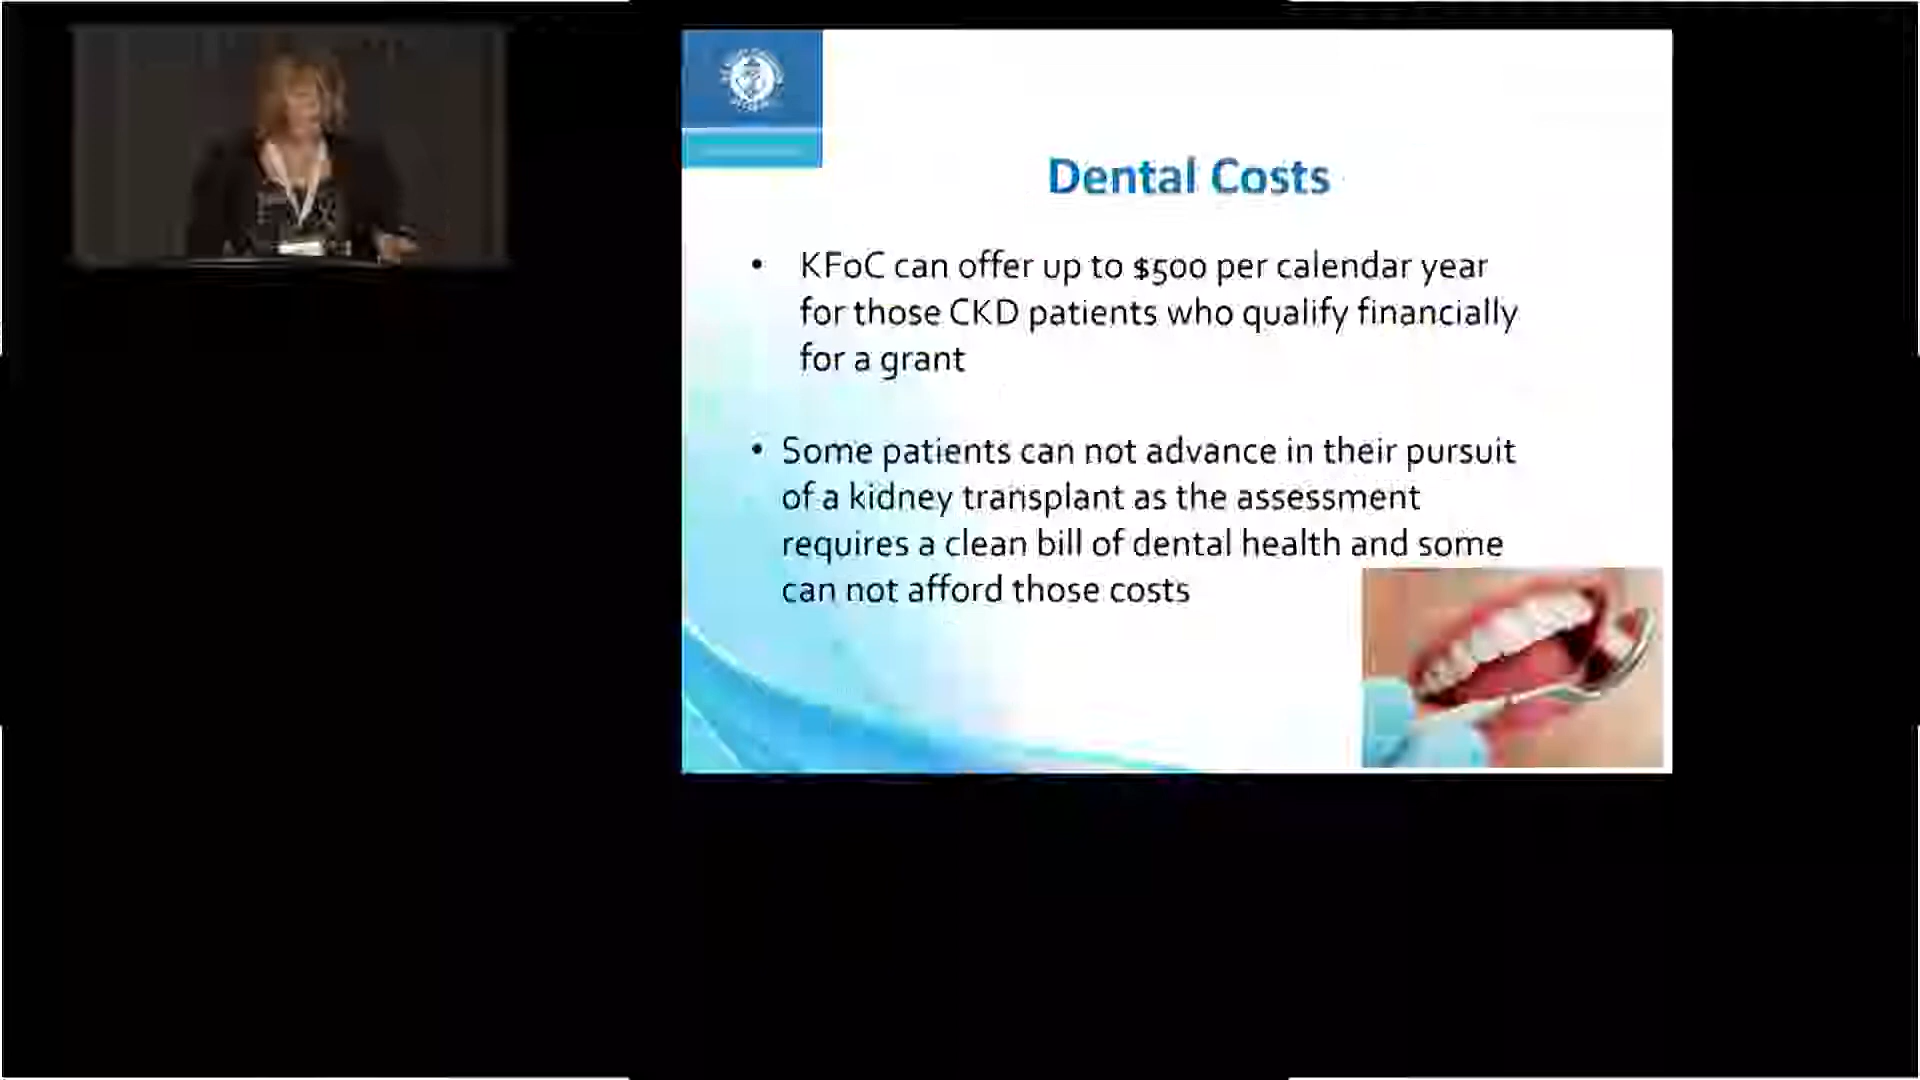 Dental Costs
• KFoC can offer up to $500 per calendar year
for those CKD patients who qualify financially
for a grant
• Some patients can not advance in their pursuit
of a kidney transplant as the assessment
requires a clean bill of dental health and some
can not afford those costs